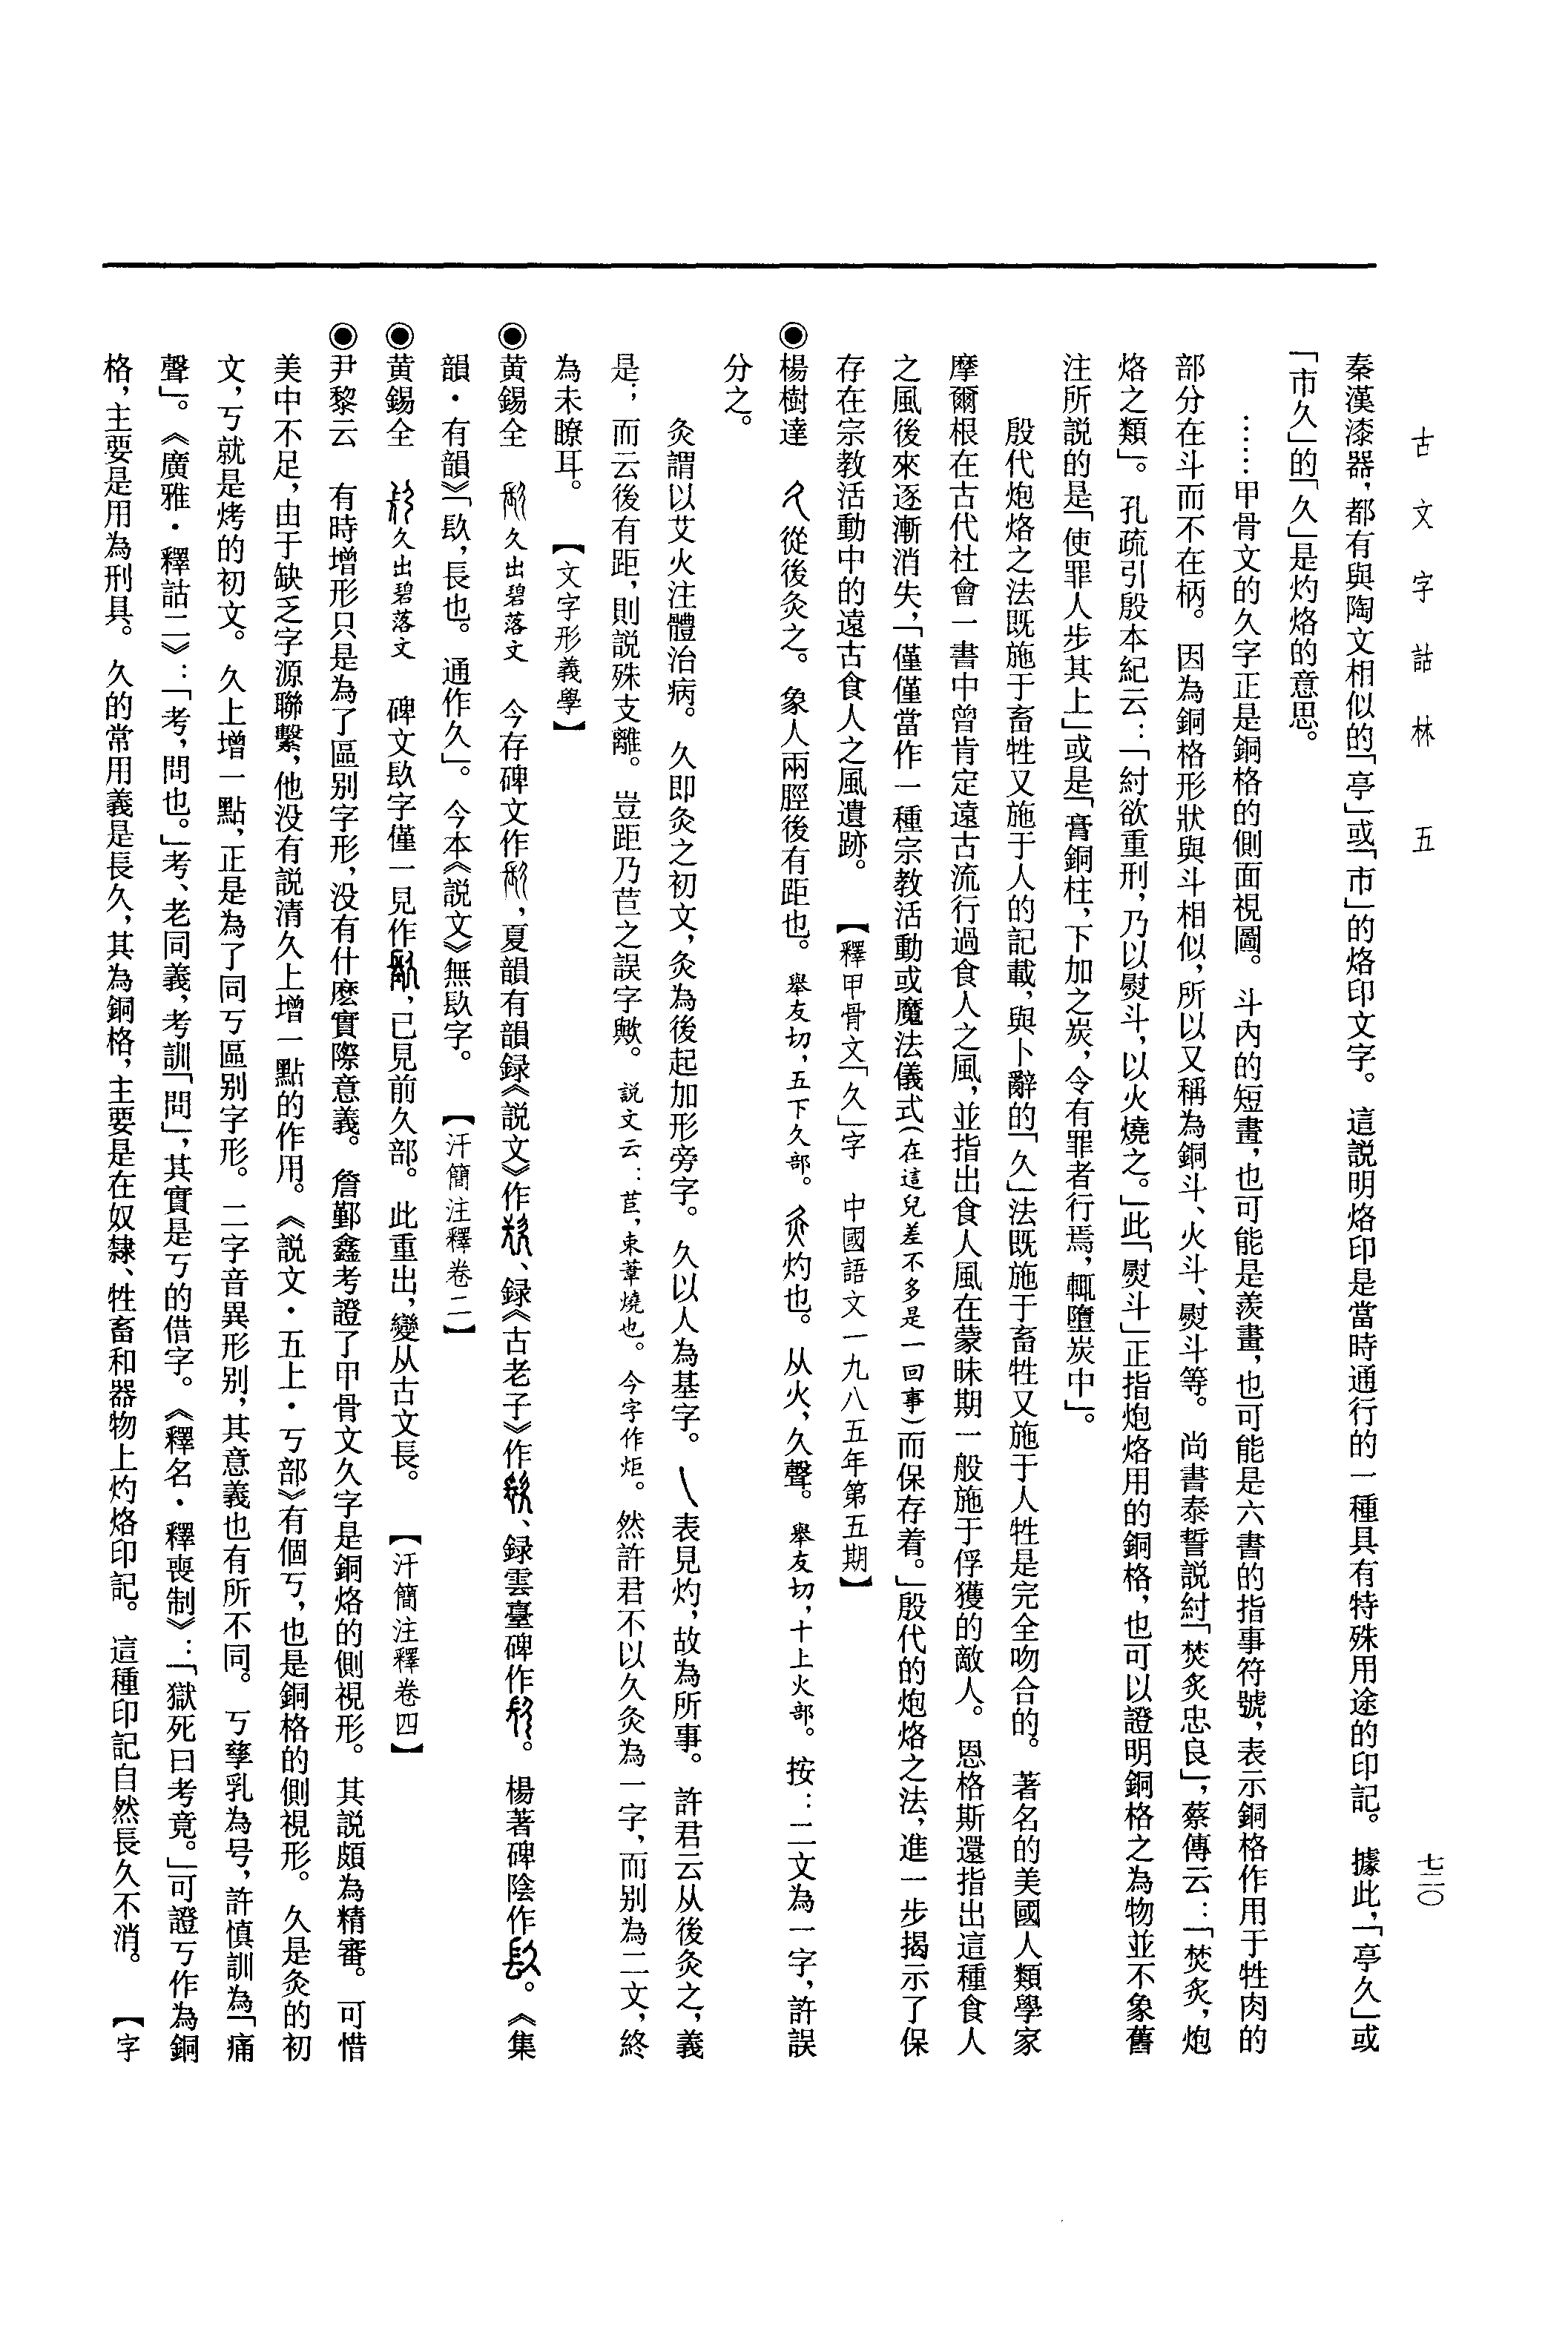 古文字詁林　五
七二〇
秦漢漆器，都有與陶文相似的「亭」或「市」的烙印文字。這說明烙印是當時通行的一種具有特殊用途的印記。據此，「亭久」或
「市久」的「久」是灼烙的意思。
……甲骨文的久字正是銅格的側面視圖。斗內的短畫，也可能是羨畫，也可能是六書的指事符號，表示銅格作用于牲肉的
部分在斗而不在柄。因為銅格形狀與斗相似，所以又稱為銅斗、火斗、熨斗等。尚書泰誓説紂「焚炙忠良」，蔡傳云：「焚炙，炮
烙之類」。孔疏引殷本紀云：「紂欲重刑，乃以熨斗，以火燒之。」此「熨斗」正指炮烙用的銅格，也可以證明銅格之為物並不象舊
注所説的是「使罪人步其上」或是「膏銅柱，下加之炭，令有罪者行焉，輒墮炭中」。
殷代炮烙之法既施于畜牲又施于人的記載，與卜辭的「久」法既施于畜牲又施于人牲是完全吻合的。著名的美國人類學家
摩爾根在古代社會一書中曾肯定遠古流行過食人之風，並指出食人風在蒙昧期一般施于俘獲的敵人。恩格斯還指出這種食人
之風後來逐漸消失，「僅僅當作一種宗教活動或魔法儀式（在這兒差不多是一回事）而保存着。」殷代的炮烙之法，進一步揭示了保
存在宗教活動中的遠古食人之風遺跡。【釋甲骨文「久」字　中國語文一九八五年第五期】
◉楊樹達　從後灸之。象人兩脛後有距也。舉友切，五下久部。灼也。从火，久聲。舉友切，十上火部。按：二文為一字，許誤
分之。
灸謂以艾火注體治病。久即灸之初文，灸為後起加形旁字。久以人為基字。㇏表見灼，故為所事。許君云从後灸之，義
是；而云後有距，則説殊支離。豈距乃苣之誤字歟。説文云：苣，束葦燒也。今字作炬。然許君不以久灸為一字，而别為二文，終
為未瞭耳。【文字形義學】
◉黄錫全　久出碧落文　今存碑文作，夏韻有韻録《説文》作、録《古老子》作、録雲臺碑作。楊著碑陰作镹。《集
韻・有韻》「镹，長也。通作久」。今本《説文》無镹字。【汗簡注釋卷二】
◉黄錫全　久出碧落文　碑文镹字僅一見作，已見前久部。此重出，變从古文長。【汗簡注釋卷四】
◉尹黎云　有時增形只是為了區别字形，没有什麽實際意義。詹鄞鑫考證了甲骨文久字是銅烙的側視形。其説頗為精審。可惜
美中不足，由于缺乏字源聯繫，他没有説清久上增一點的作用。《説文・五上・丂部》有個丂，也是銅格的側視形。久是灸的初
文，丂就是烤的初文。久上增一點，正是為了同丂區别字形。二字音異形别，其意義也有所不同。丂孳乳為号，許慎訓為「痛
聲」。《廣雅・釋詁二》：「考，問也。」考、老同義，考訓「問」，其實是丂的借字。《釋名・釋喪制》：「獄死曰考竟。」可證丂作為銅
格，主要是用為刑具。久的常用義是長久，其為銅格，主要是在奴隸、牲畜和器物上灼烙印記。這種印記自然長久不消。【字